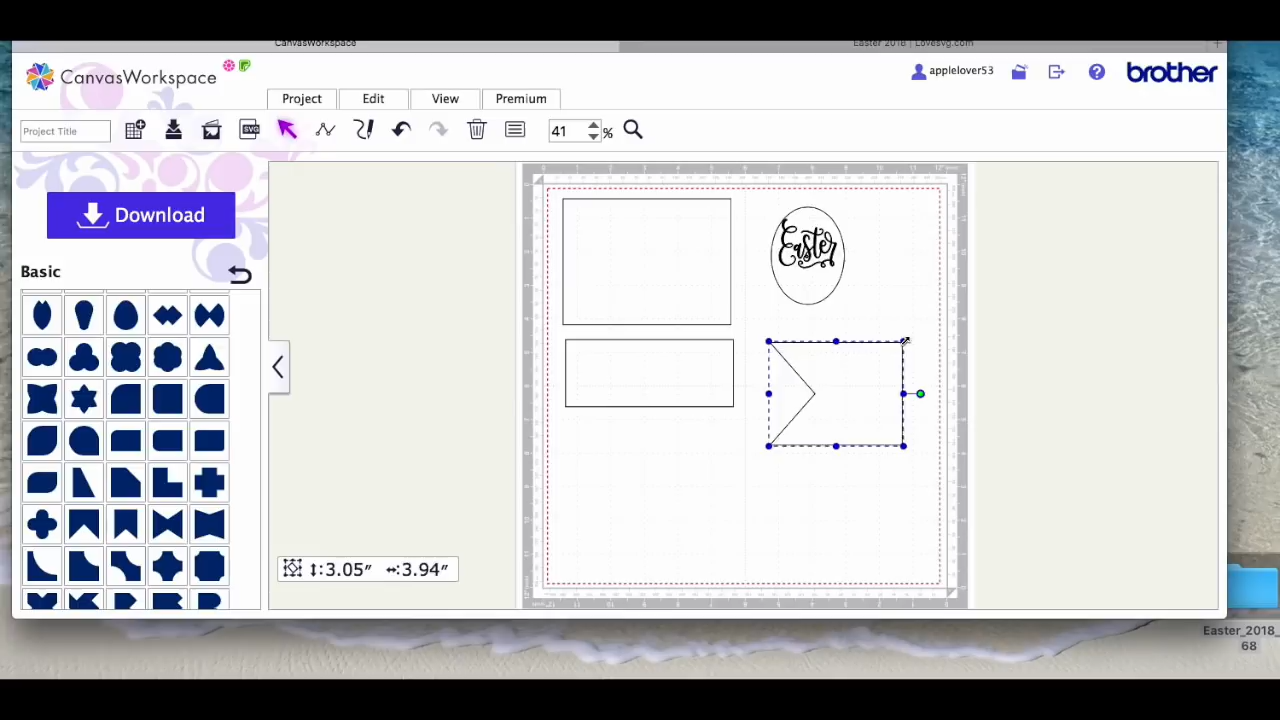 CanvasWorkspace
Easter 2018 | Lovesvg.com
CanvasWorkspace
applelover53
brother
Project
Edit
View
Premium
Project Title
SVG
41
%
Download
Basic
Easter
3.05"
3.94"
Easter_2018_
68